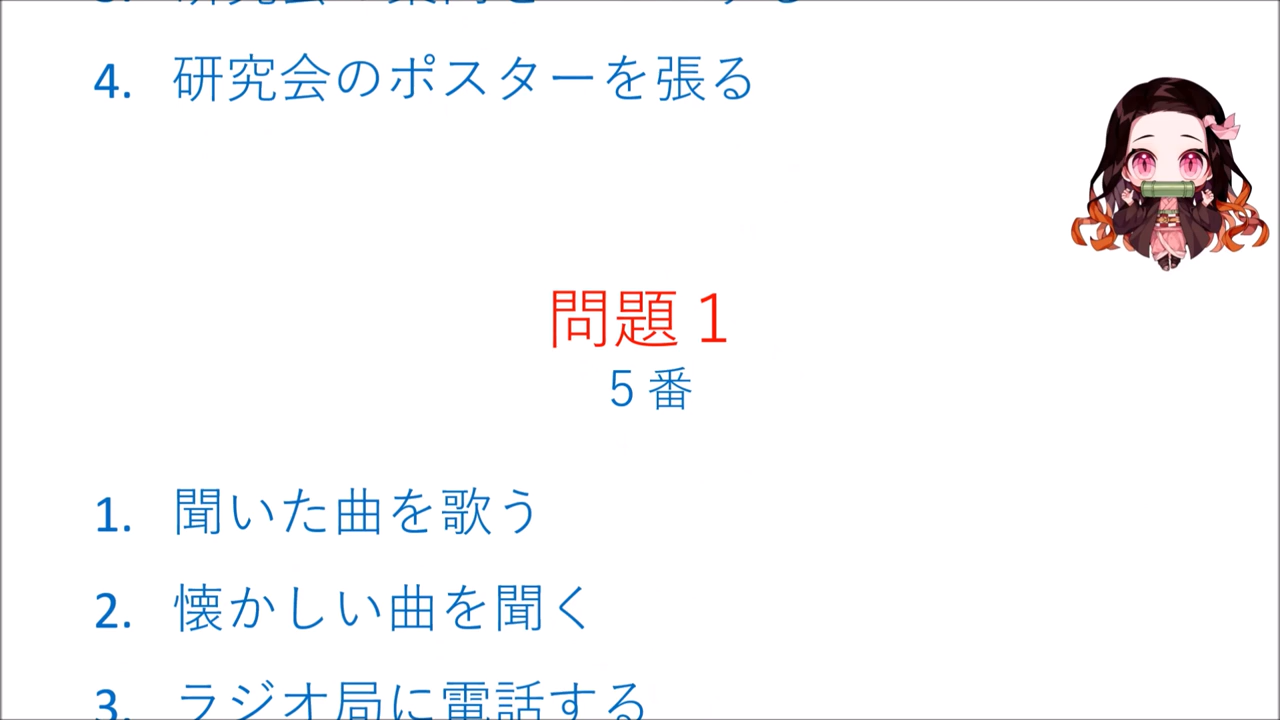 4. 研究会のポスターを張る
問題1
5番
1. 聞いた曲を歌う
2. 懐かしい曲を聞く
3. ラジオ局に電話する